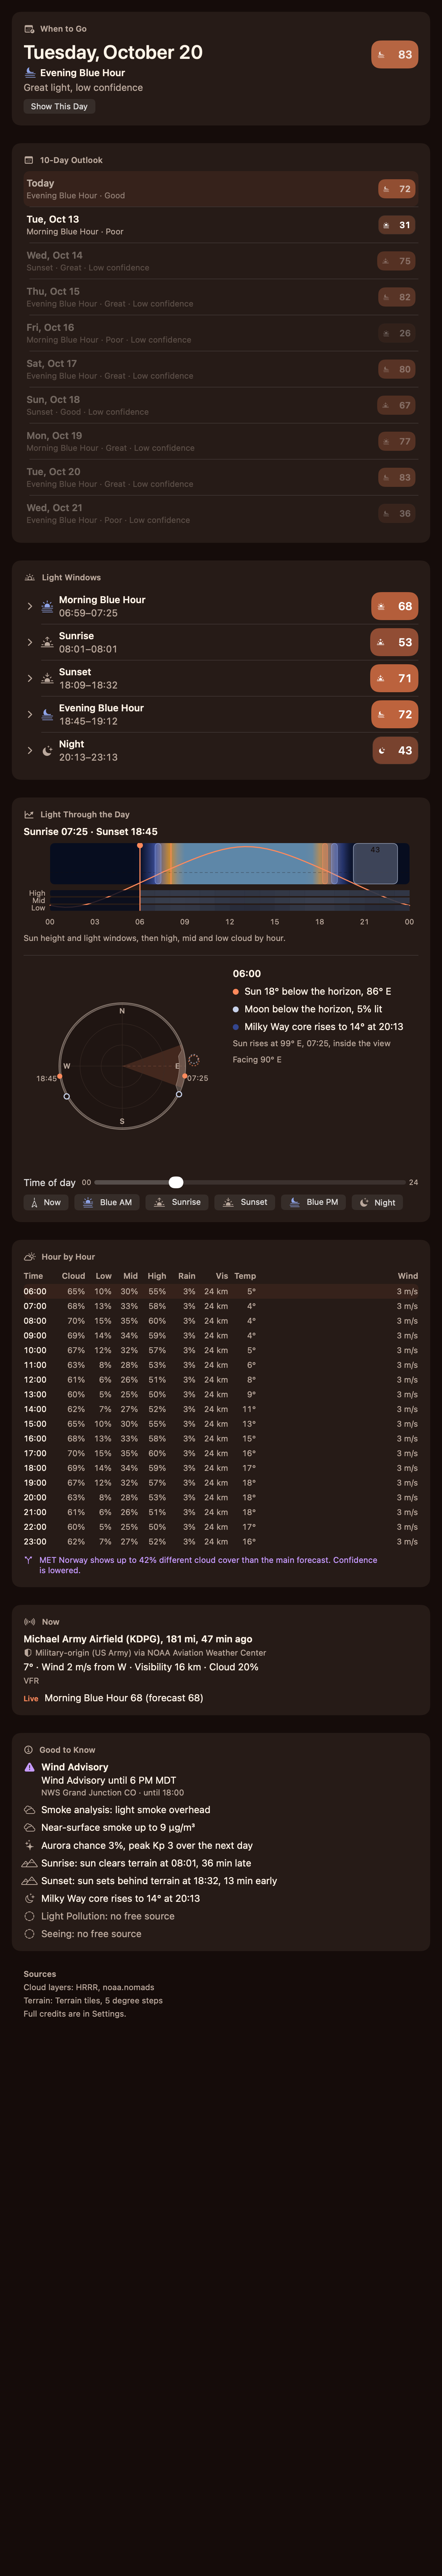 When to Go
Tuesday, October 20
83
Evening Blue Hour
Great light, low confidence
Show This Day
10-Day Outlook
Today
Evening Blue Hour · Good
72
Tue, Oct 13
Morning Blue Hour · Poor
31
Wed, Oct 14
Sunset · Great · Low confidence
75
Thu, Oct 15
Evening Blue Hour · Great · Low confidence
82
Fri, Oct 16
Morning Blue Hour · Poor · Low confidence
26
Sat, Oct 17
Evening Blue Hour · Great · Low confidence
80
Sun, Oct 18
Sunset · Good · Low confidence
67
Mon, Oct 19
Morning Blue Hour · Great · Low confidence
77
Tue, Oct 20
Evening Blue Hour · Great · Low confidence
83
Wed, Oct 21
Evening Blue Hour · Poor · Low confidence
36
Light Windows
Morning Blue Hour
06:59–07:25
68
Sunrise
08:01–08:01
53
Sunset
18:09–18:32
71
Evening Blue Hour
18:45–19:12
72
Night
20:13–23:13
43
Light Through the Day
Sunrise 07:25 · Sunset 18:45
43
High
Mid
Low
00 03 06 09 12 15 18 21 00
Sun height and light windows, then high, mid and low cloud by hour.
06:00
Sun 18° below the horizon, 86° E
Moon below the horizon, 5% lit
Milky Way core rises to 14° at 20:13
Sun rises at 99° E, 07:25, inside the view
Facing 90° E
N
W E
18:45 07:25
S
Time of day 00 24
Now Blue AM Sunrise Sunset Blue PM Night
Hour by Hour
Time Cloud Low Mid High Rain Vis Temp Wind
06:00 65% 10% 30% 55% 3% 24 km 5° 3 m/s
07:00 68% 13% 33% 58% 3% 24 km 4° 3 m/s
08:00 70% 15% 35% 60% 3% 24 km 4° 3 m/s
09:00 69% 14% 34% 59% 3% 24 km 4° 3 m/s
10:00 67% 12% 32% 57% 3% 24 km 5° 3 m/s
11:00 63% 8% 28% 53% 3% 24 km 6° 3 m/s
12:00 61% 6% 26% 51% 3% 24 km 8° 3 m/s
13:00 60% 5% 25% 50% 3% 24 km 9° 3 m/s
14:00 62% 7% 27% 52% 3% 24 km 11° 3 m/s
15:00 65% 10% 30% 55% 3% 24 km 13° 3 m/s
16:00 68% 13% 33% 58% 3% 24 km 15° 3 m/s
17:00 70% 15% 35% 60% 3% 24 km 16° 3 m/s
18:00 69% 14% 34% 59% 3% 24 km 17° 3 m/s
19:00 67% 12% 32% 57% 3% 24 km 18° 3 m/s
20:00 63% 8% 28% 53% 3% 24 km 18° 3 m/s
21:00 61% 6% 26% 51% 3% 24 km 18° 3 m/s
22:00 60% 5% 25% 50% 3% 24 km 17° 3 m/s
23:00 62% 7% 27% 52% 3% 24 km 16° 3 m/s
MET Norway shows up to 42% different cloud cover than the main forecast. Confidence
is lowered.
Now
Michael Army Airfield (KDPG), 181 mi, 47 min ago
Military-origin (US Army) via NOAA Aviation Weather Center
7° · Wind 2 m/s from W · Visibility 16 km · Cloud 20%
VFR
Live Morning Blue Hour 68 (forecast 68)
Good to Know
Wind Advisory
Wind Advisory until 6 PM MDT
NWS Grand Junction CO · until 18:00
Smoke analysis: light smoke overhead
Near-surface smoke up to 9 µg/m³
Aurora chance 3%, peak Kp 3 over the next day
Sunrise: sun clears terrain at 08:01, 36 min late
Sunset: sun sets behind terrain at 18:32, 13 min early
Milky Way core rises to 14° at 20:13
Light Pollution: no free source
Seeing: no free source
Sources
Cloud layers: HRRR, noaa.nomads
Terrain: Terrain tiles, 5 degree steps
Full credits are in Settings.